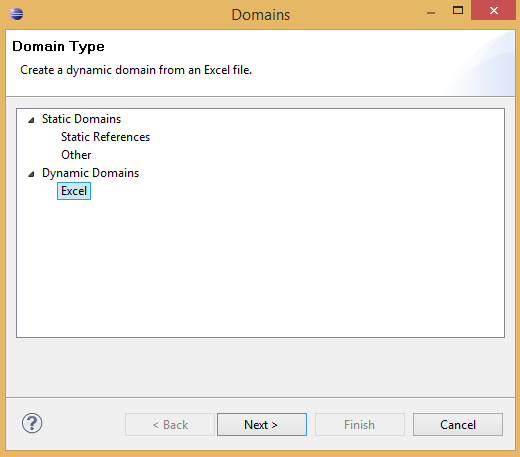 Domains
Domain Type
Create a dynamic domain from an Excel file.
Static Domains
Static References
Other
Dynamic Domains
Excel
?
< Back
Next >
Finish
Cancel